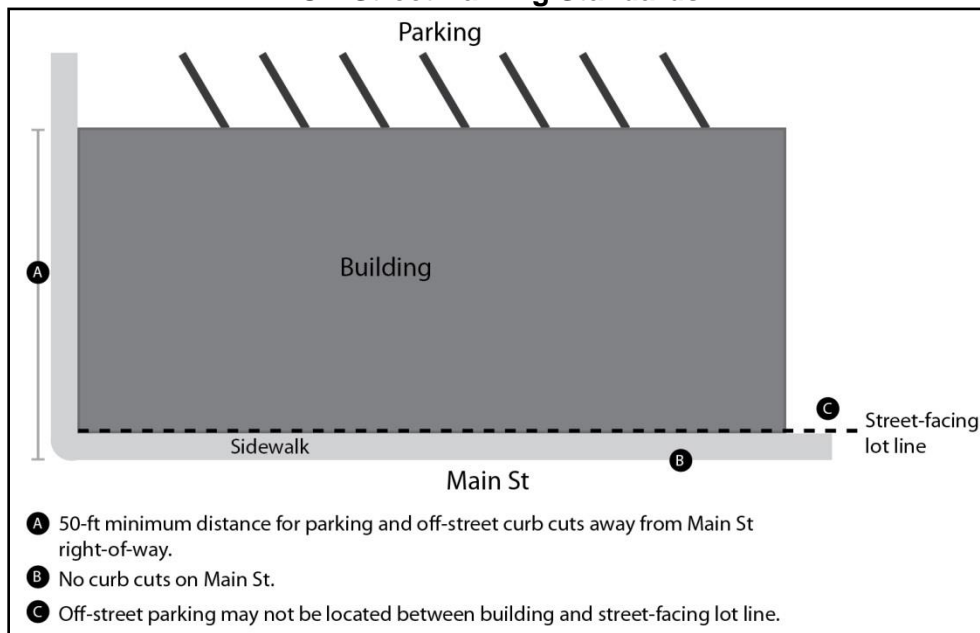 Parking
A
Building
C
Street-facing
lot line
Sidewalk
B
Main St
A 50-ft minimum distance for parking and off-street curb cuts away from Main St
right-of-way.
B No curb cuts on Main St.
C Off-street parking may not be located between building and street-facing lot line.